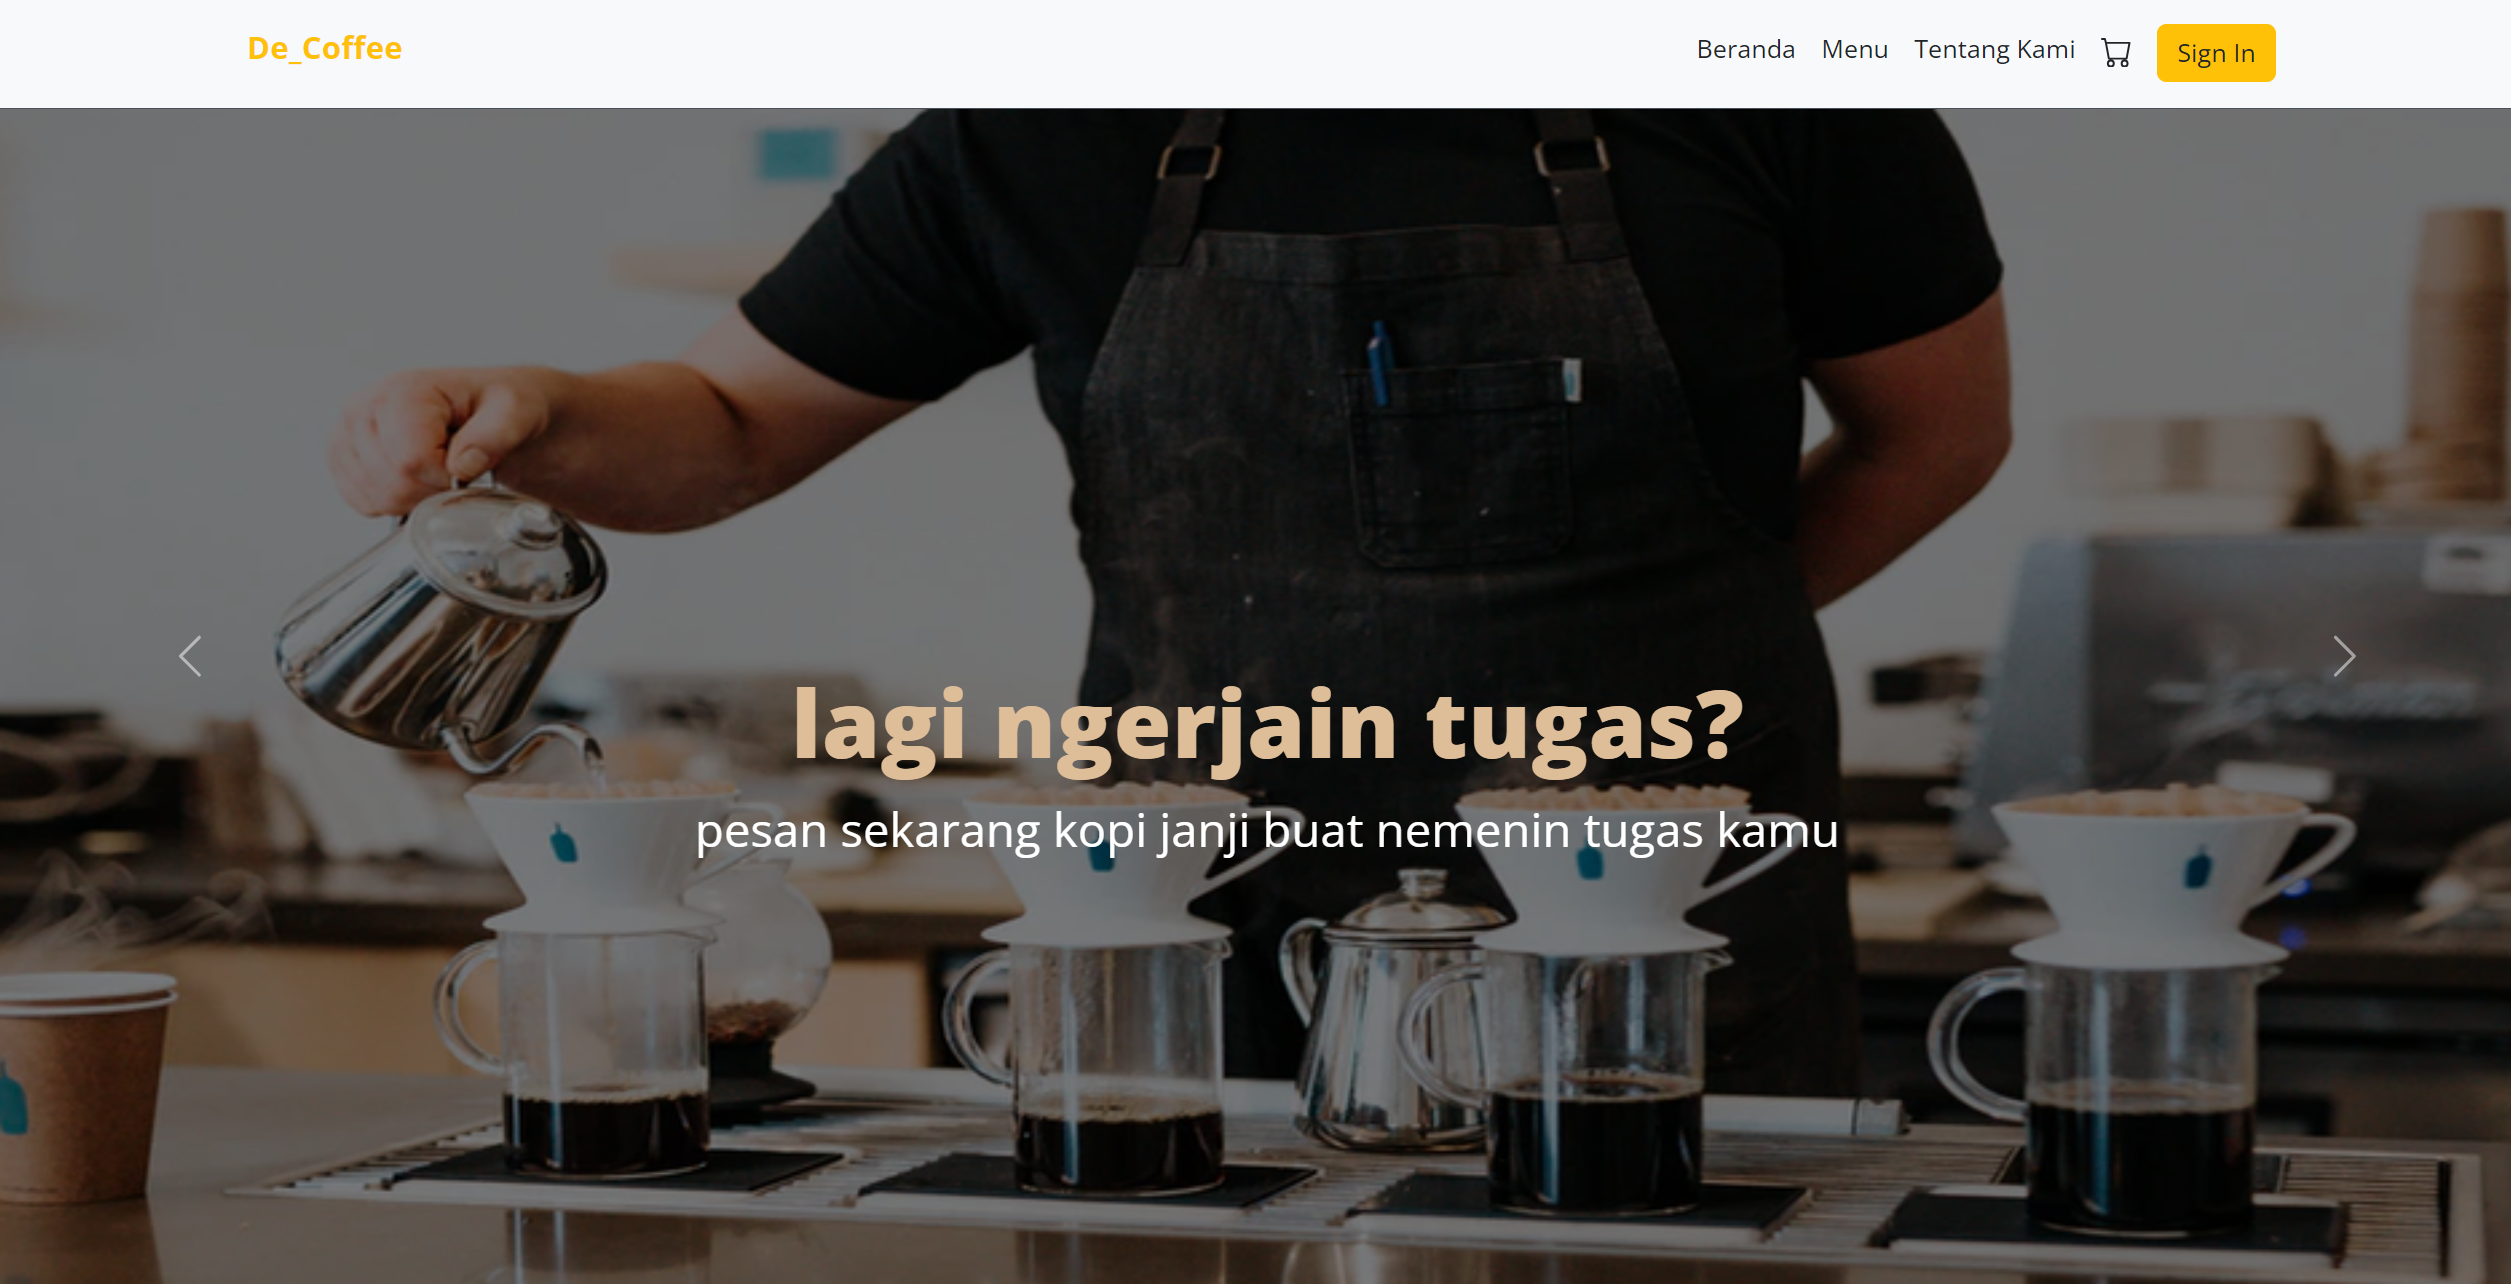 De_Coffee
Beranda Menu Tentang Kami Sign In
lagi ngerjain tugas?
pesan sekarang kopi janji buat nemenin tugas kamu